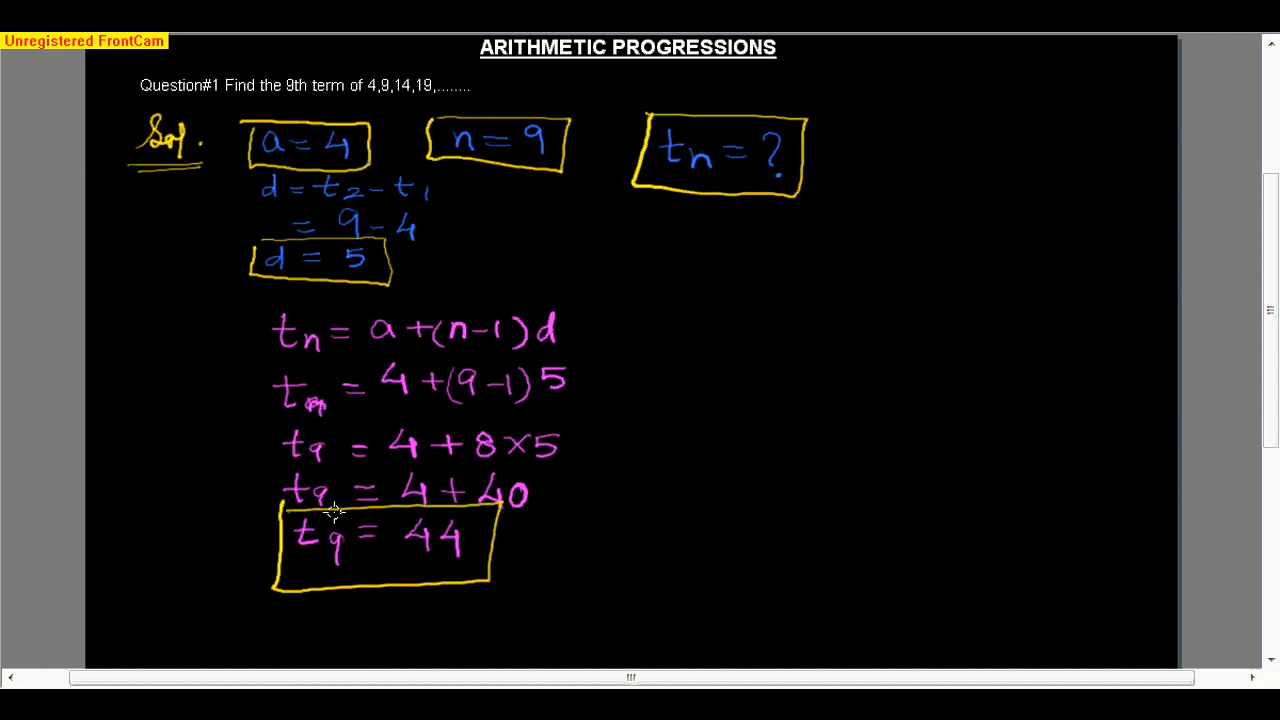 Unregistered FrontCam
ARITHMETIC PROGRESSIONS
Question#1 Find the 9th term of 4,9,14,19,........
Sol. a = 4 n = 9 tn = ?
d = t2 - t1
= 9 - 4
d = 5
tn = a + (n-1) d
t = 4 + (9-1) 5
t9 = 4 + 8 × 5
t9 = 4 + 40
t9 = 44